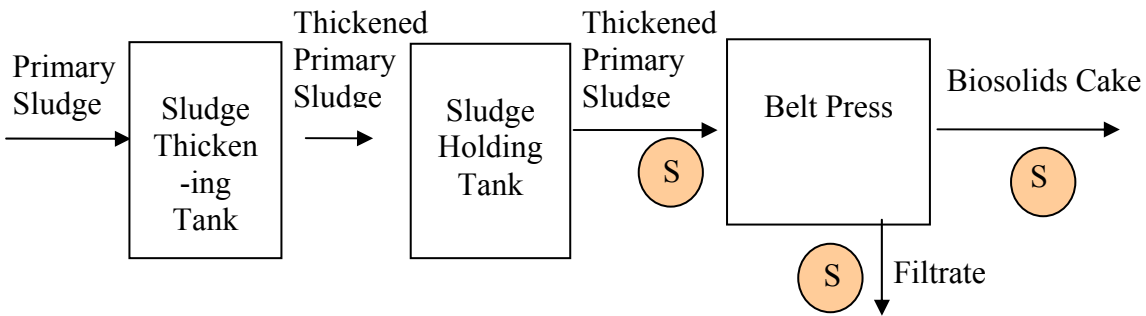 Primary
Sludge
Sludge
Thicken
-ing
Tank
Thickened
Primary
Sludge
Sludge
Holding
Tank
Thickened
Primary
Sludge
S
Belt Press
S
Filtrate
Biosolids Cake
S